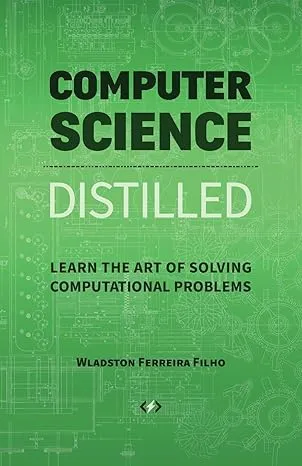 COMPUTER
SCIENCE
DISTILLED
LEARN THE ART OF SOLVING
COMPUTATIONAL PROBLEMS
WLADSTON FERREIRA FILHO